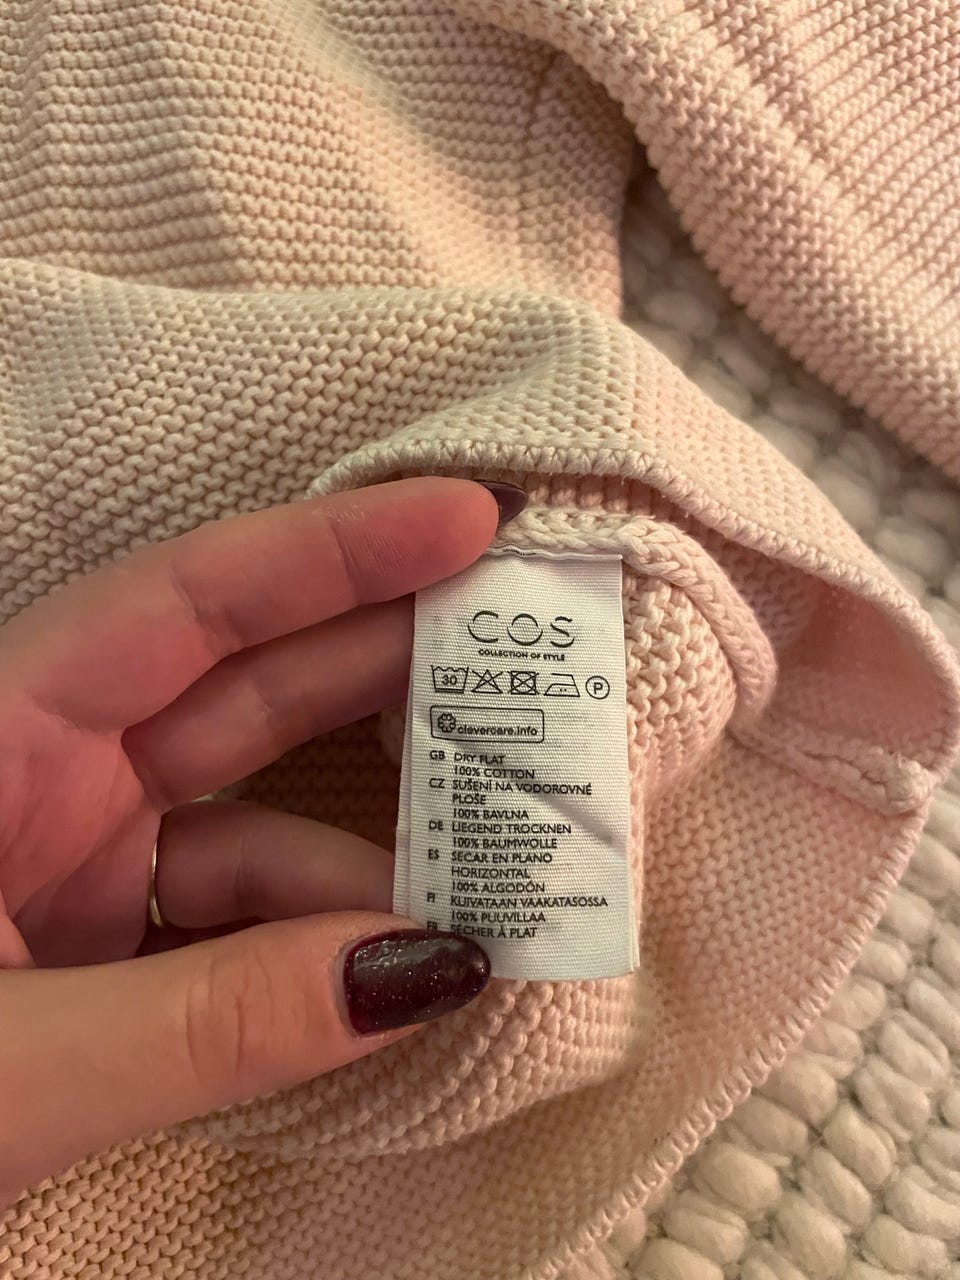 COS
COLLECTION OF STYLE
30 P
clevercare.info
GB DRY FLAT
100% COTTON
CZ SUŠENÍ NA VODOROVNÉ
PLOŠE
100% BAVLNA
DE LIEGEND TROCKNEN
100% BAUMWOLLE
ES SECAR EN PLANO
HORIZONTAL
100% ALGODÓN
FI KUIVATAAN VAAKATASOSSA
100% PUUVILLAA
FR SÉCHER À PLAT